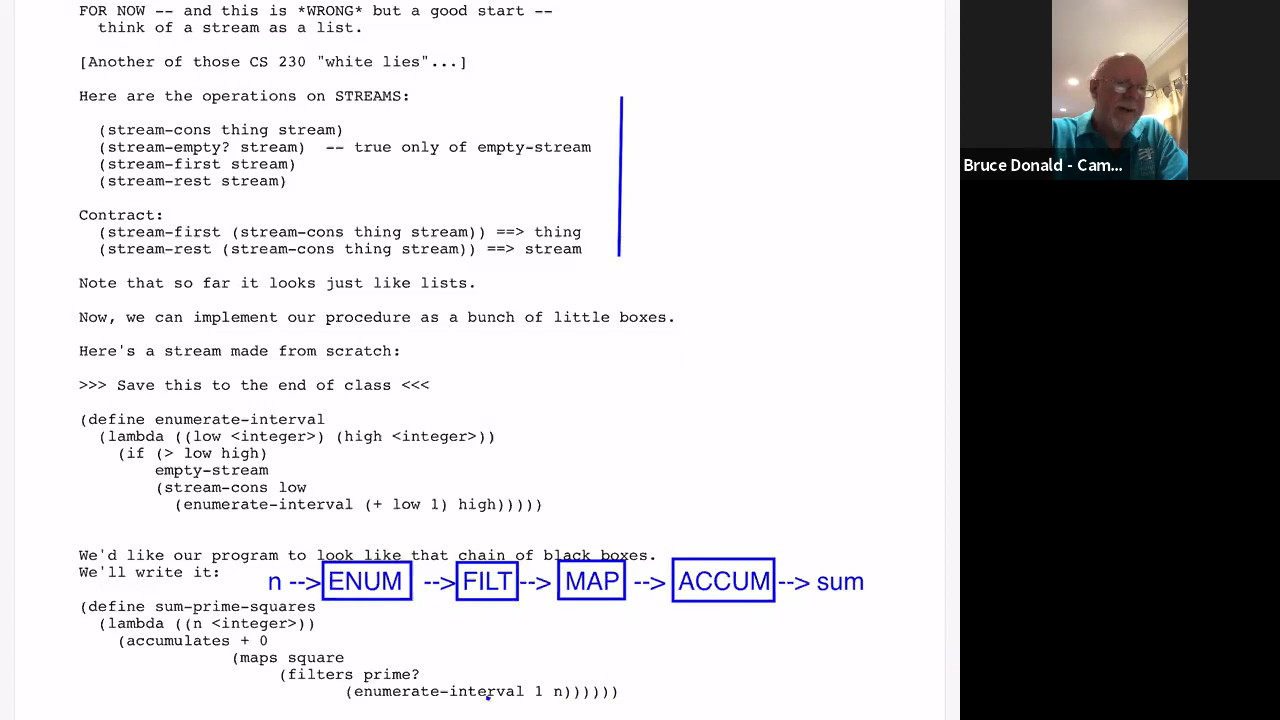 FOR NOW -- and this is *WRONG* but a good start --
think of a stream as a list.
[Another of those CS 230 "white lies"...]
Here are the operations on STREAMS:
(stream-cons thing stream)
(stream-empty? stream)  -- true only of empty-stream
(stream-first stream)
(stream-rest stream)
Contract:
(stream-first (stream-cons thing stream)) ==> thing
(stream-rest (stream-cons thing stream)) ==> stream
Note that so far it looks just like lists.
Now, we can implement our procedure as a bunch of little boxes.
Here's a stream made from scratch:
>>> Save this to the end of class <<<
(define enumerate-interval
(lambda ((low <integer>) (high <integer>))
(if (> low high)
empty-stream
(stream-cons low
(enumerate-interval (+ low 1) high)))))
We'd like our program to look like that chain of black boxes.
We'll write it:
n --> ENUM --> FILT --> MAP --> ACCUM --> sum
(define sum-prime-squares
(lambda ((n <integer>))
(accumulates + 0
(maps square
(filters prime?
(enumerate-interval 1 n))))))
Bruce Donald - Cam...